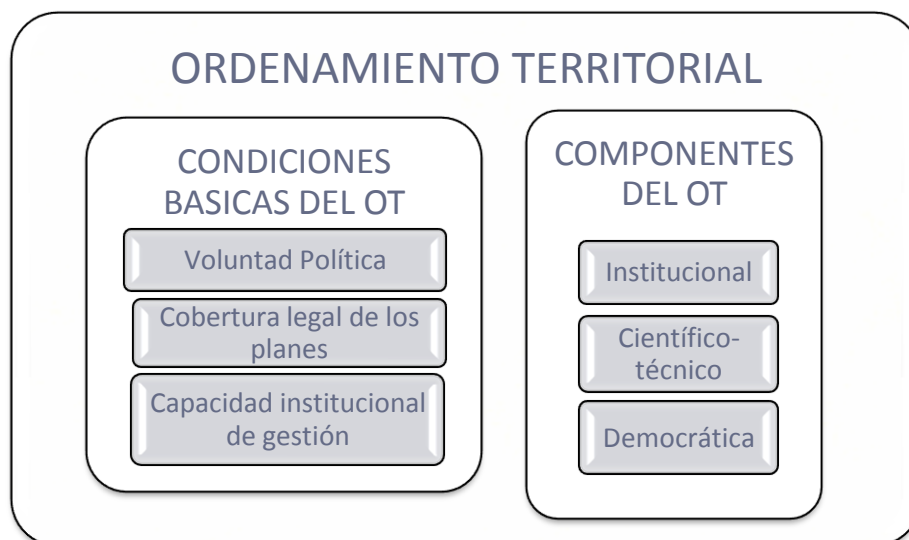 ORDENAMIENTO TERRITORIAL
CONDICIONES
BASICAS DEL OT
Voluntad Política
Cobertura legal de los
planes
Capacidad institucional
de gestión
COMPONENTES
DEL OT
Institucional
Científico-
técnico
Democrática